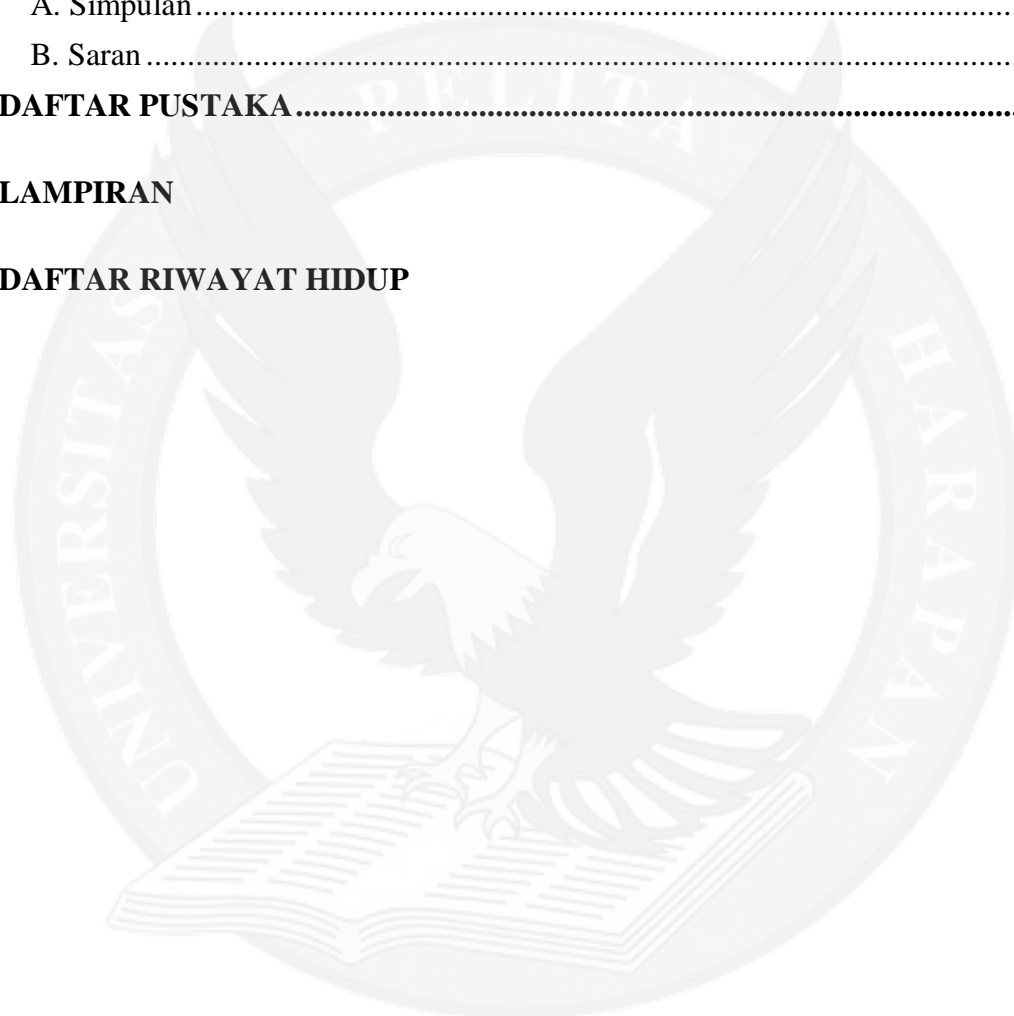 A. Simpulan....................................................................................................
B. Saran..........................................................................................................
DAFTAR PUSTAKA.......................................................................................
LAMPIRAN
DAFTAR RIWAYAT HIDUP
UNIVERSITAS PELITA HARAPAN